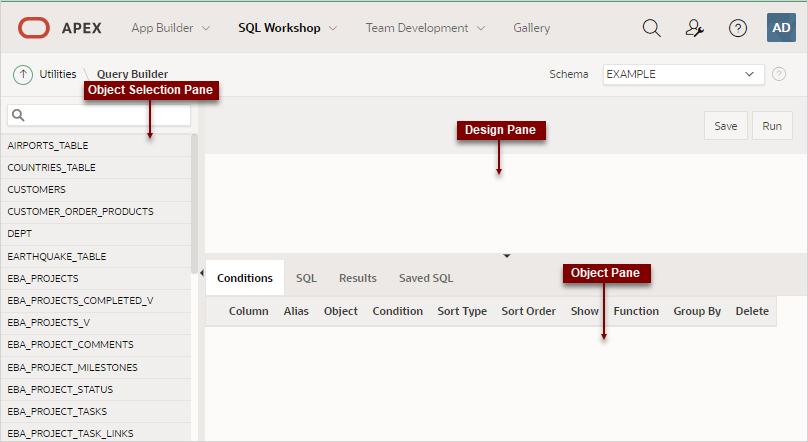 APEX App Builder SQL Workshop Team Development Gallery AD
Utilities Query Builder Schema EXAMPLE
Object Selection Pane
Design Pane
Save Run
AIRPORTS_TABLE
COUNTRIES_TABLE
CUSTOMERS
CUSTOMER_ORDER_PRODUCTS
DEPT
EARTHQUAKE_TABLE
EBA_PROJECTS
EBA_PROJECTS_COMPLETED_V
EBA_PROJECTS_V
EBA_PROJECT_COMMENTS
EBA_PROJECT_MILESTONES
EBA_PROJECT_STATUS
EBA_PROJECT_TASKS
EBA_PROJECT_TASK_LINKS
Object Pane
Conditions SQL Results Saved SQL
Column Alias Object Condition Sort Type Sort Order Show Function Group By Delete